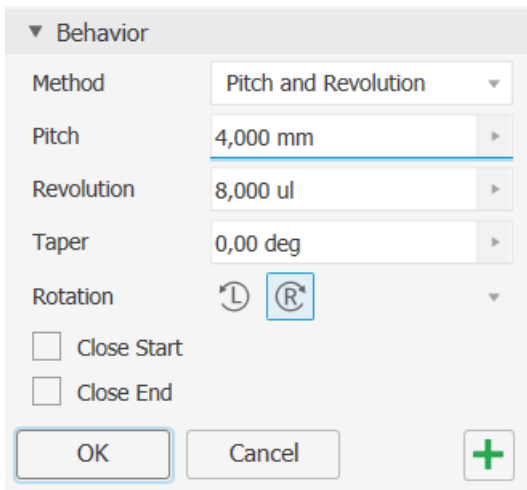 Behavior
Method Pitch and Revolution
Pitch 4,000 mm
Revolution 8,000 ul
Taper 0,00 deg
Rotation L R
Close Start
Close End
OK Cancel